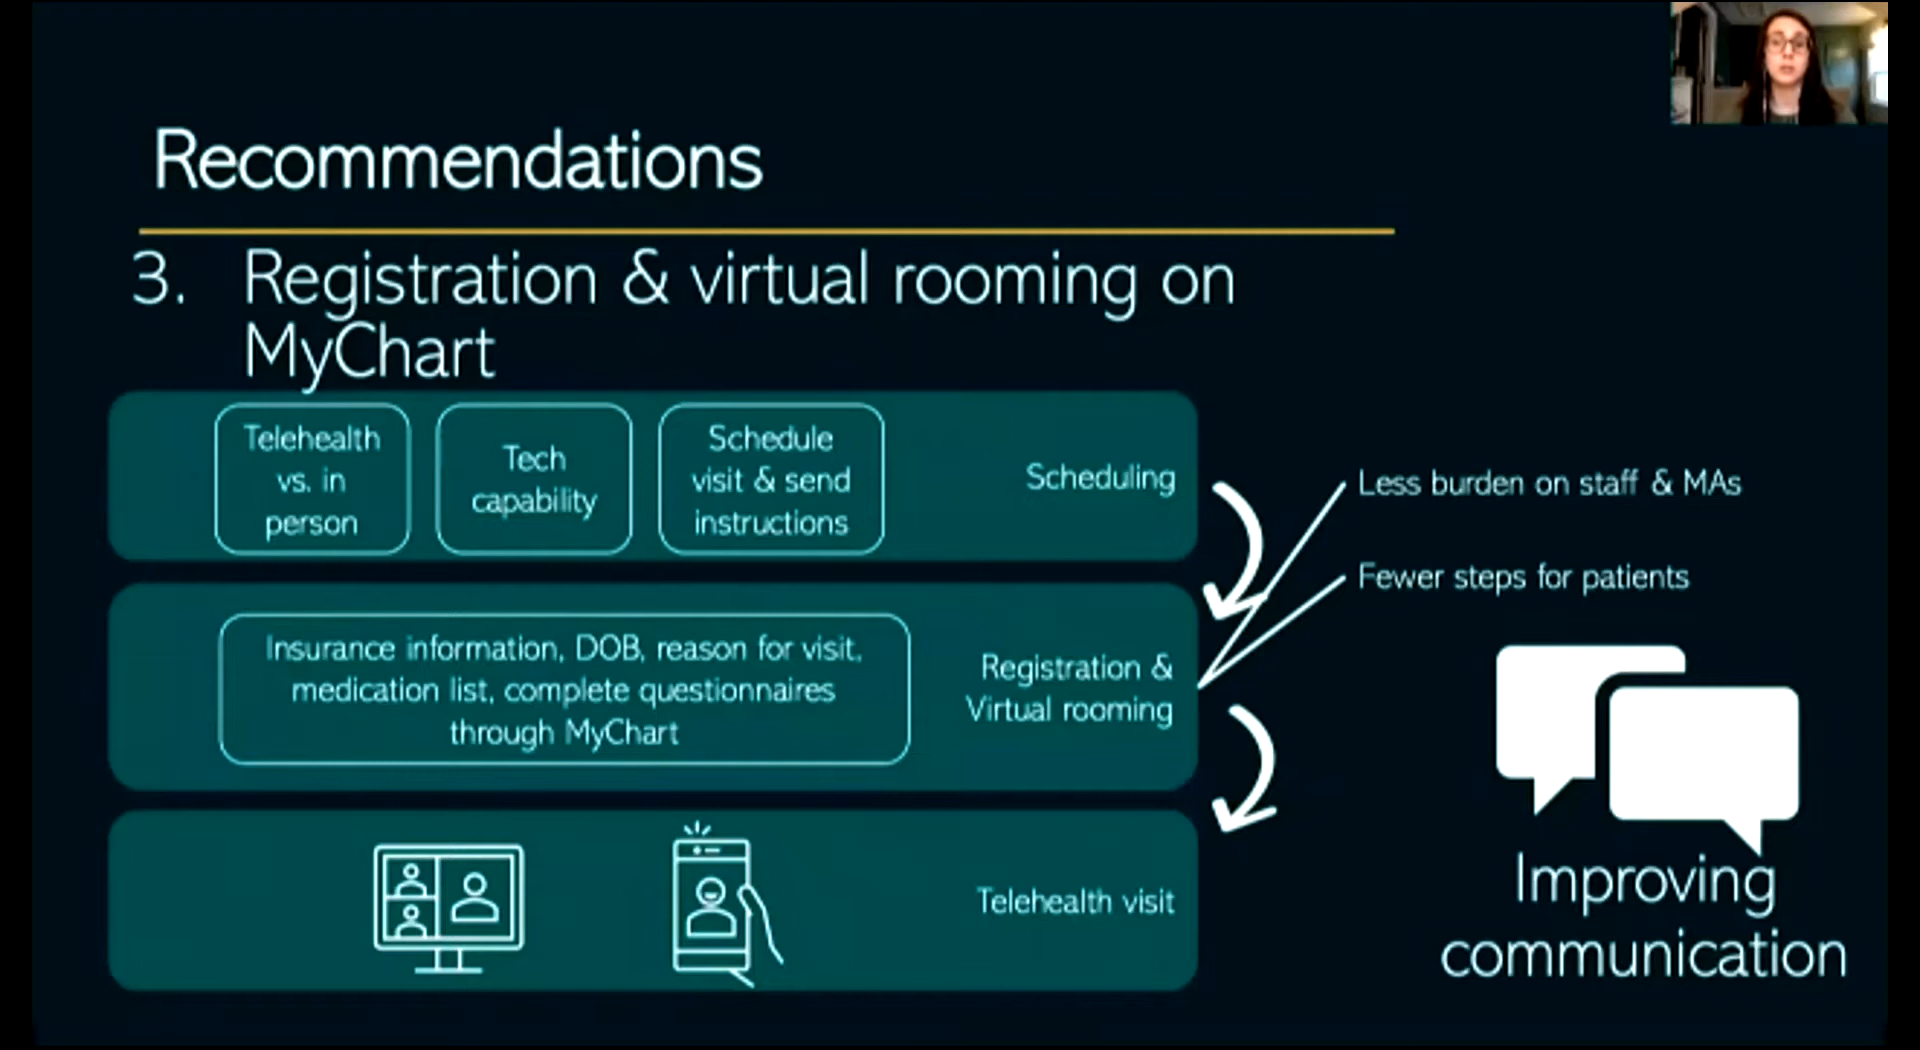 Recommendations
3. Registration & virtual rooming on
MyChart
Telehealth
vs. in
person
Tech
capability
Schedule
visit & send
instructions
Scheduling
Less burden on staff & MAs
Fewer steps for patients
Insurance information, DOB, reason for visit,
medication list, complete questionnaires
through MyChart
Registration &
Virtual rooming
Telehealth visit
Improving
communication